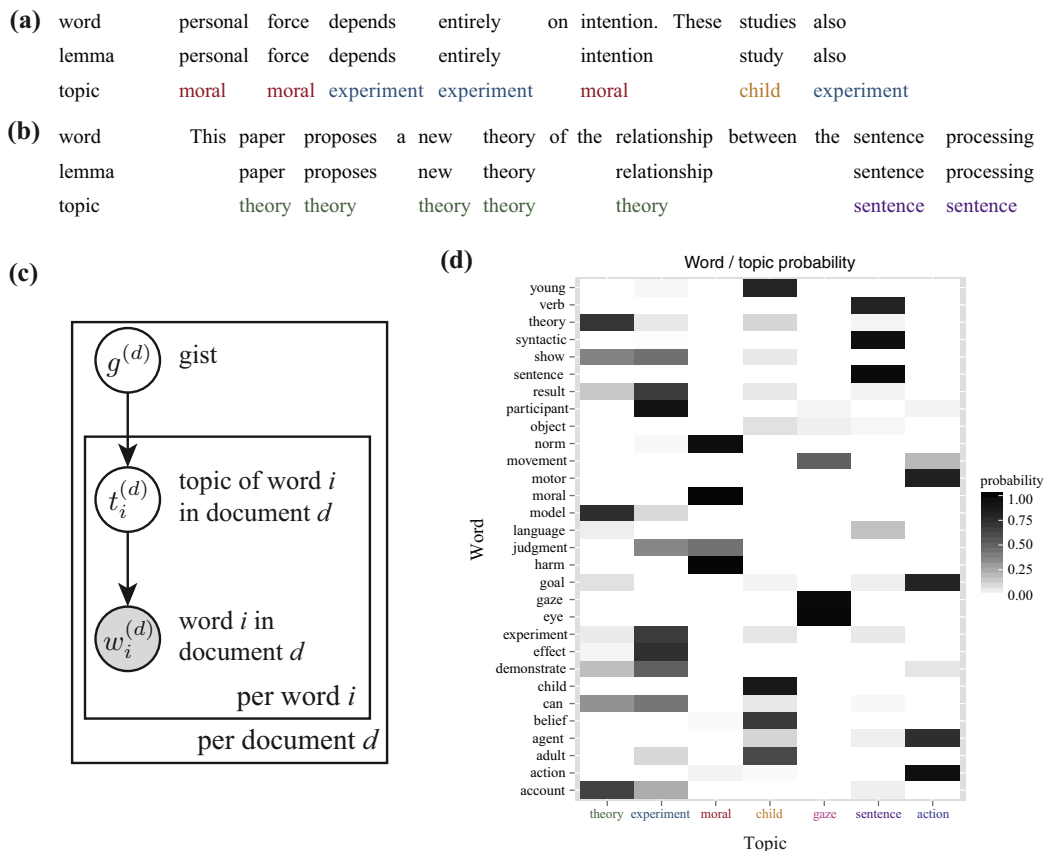 (a) word personal force depends entirely on intention. These studies also
lemma personal force depends entirely intention study also
topic moral moral experiment experiment moral child experiment
(b) word This paper proposes a new theory of the relationship between the sentence processing
lemma paper proposes new theory relationship sentence processing
topic theory theory theory theory theory sentence sentence
(c)
g^(d) gist
t_i^(d) topic of word i
in document d
w_i^(d) word i in
document d
per word i
per document d
(d)
Word / topic probability
Word
young
verb
theory
syntactic
show
sentence
result
participant
object
norm
movement
motor
moral
model
language
judgment
harm
goal
gaze
eye
experiment
effect
demonstrate
child
can
belief
agent
adult
action
account
theory experiment moral child gaze sentence action
Topic
probability
1.00
0.75
0.50
0.25
0.00